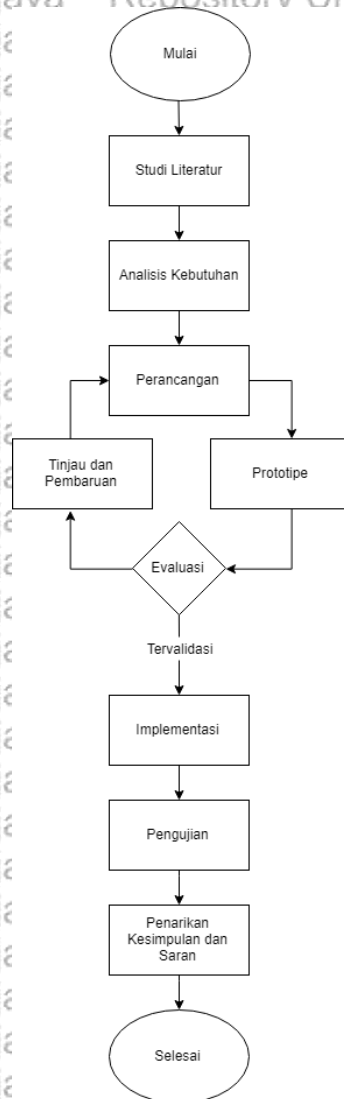 Mulai
Studi Literatur
Analisis Kebutuhan
Perancangan
Tinjau dan
Pembaruan
Prototipe
Evaluasi
Tervalidasi
Implementasi
Pengujian
Penarikan
Kesimpulan dan
Saran
Selesai